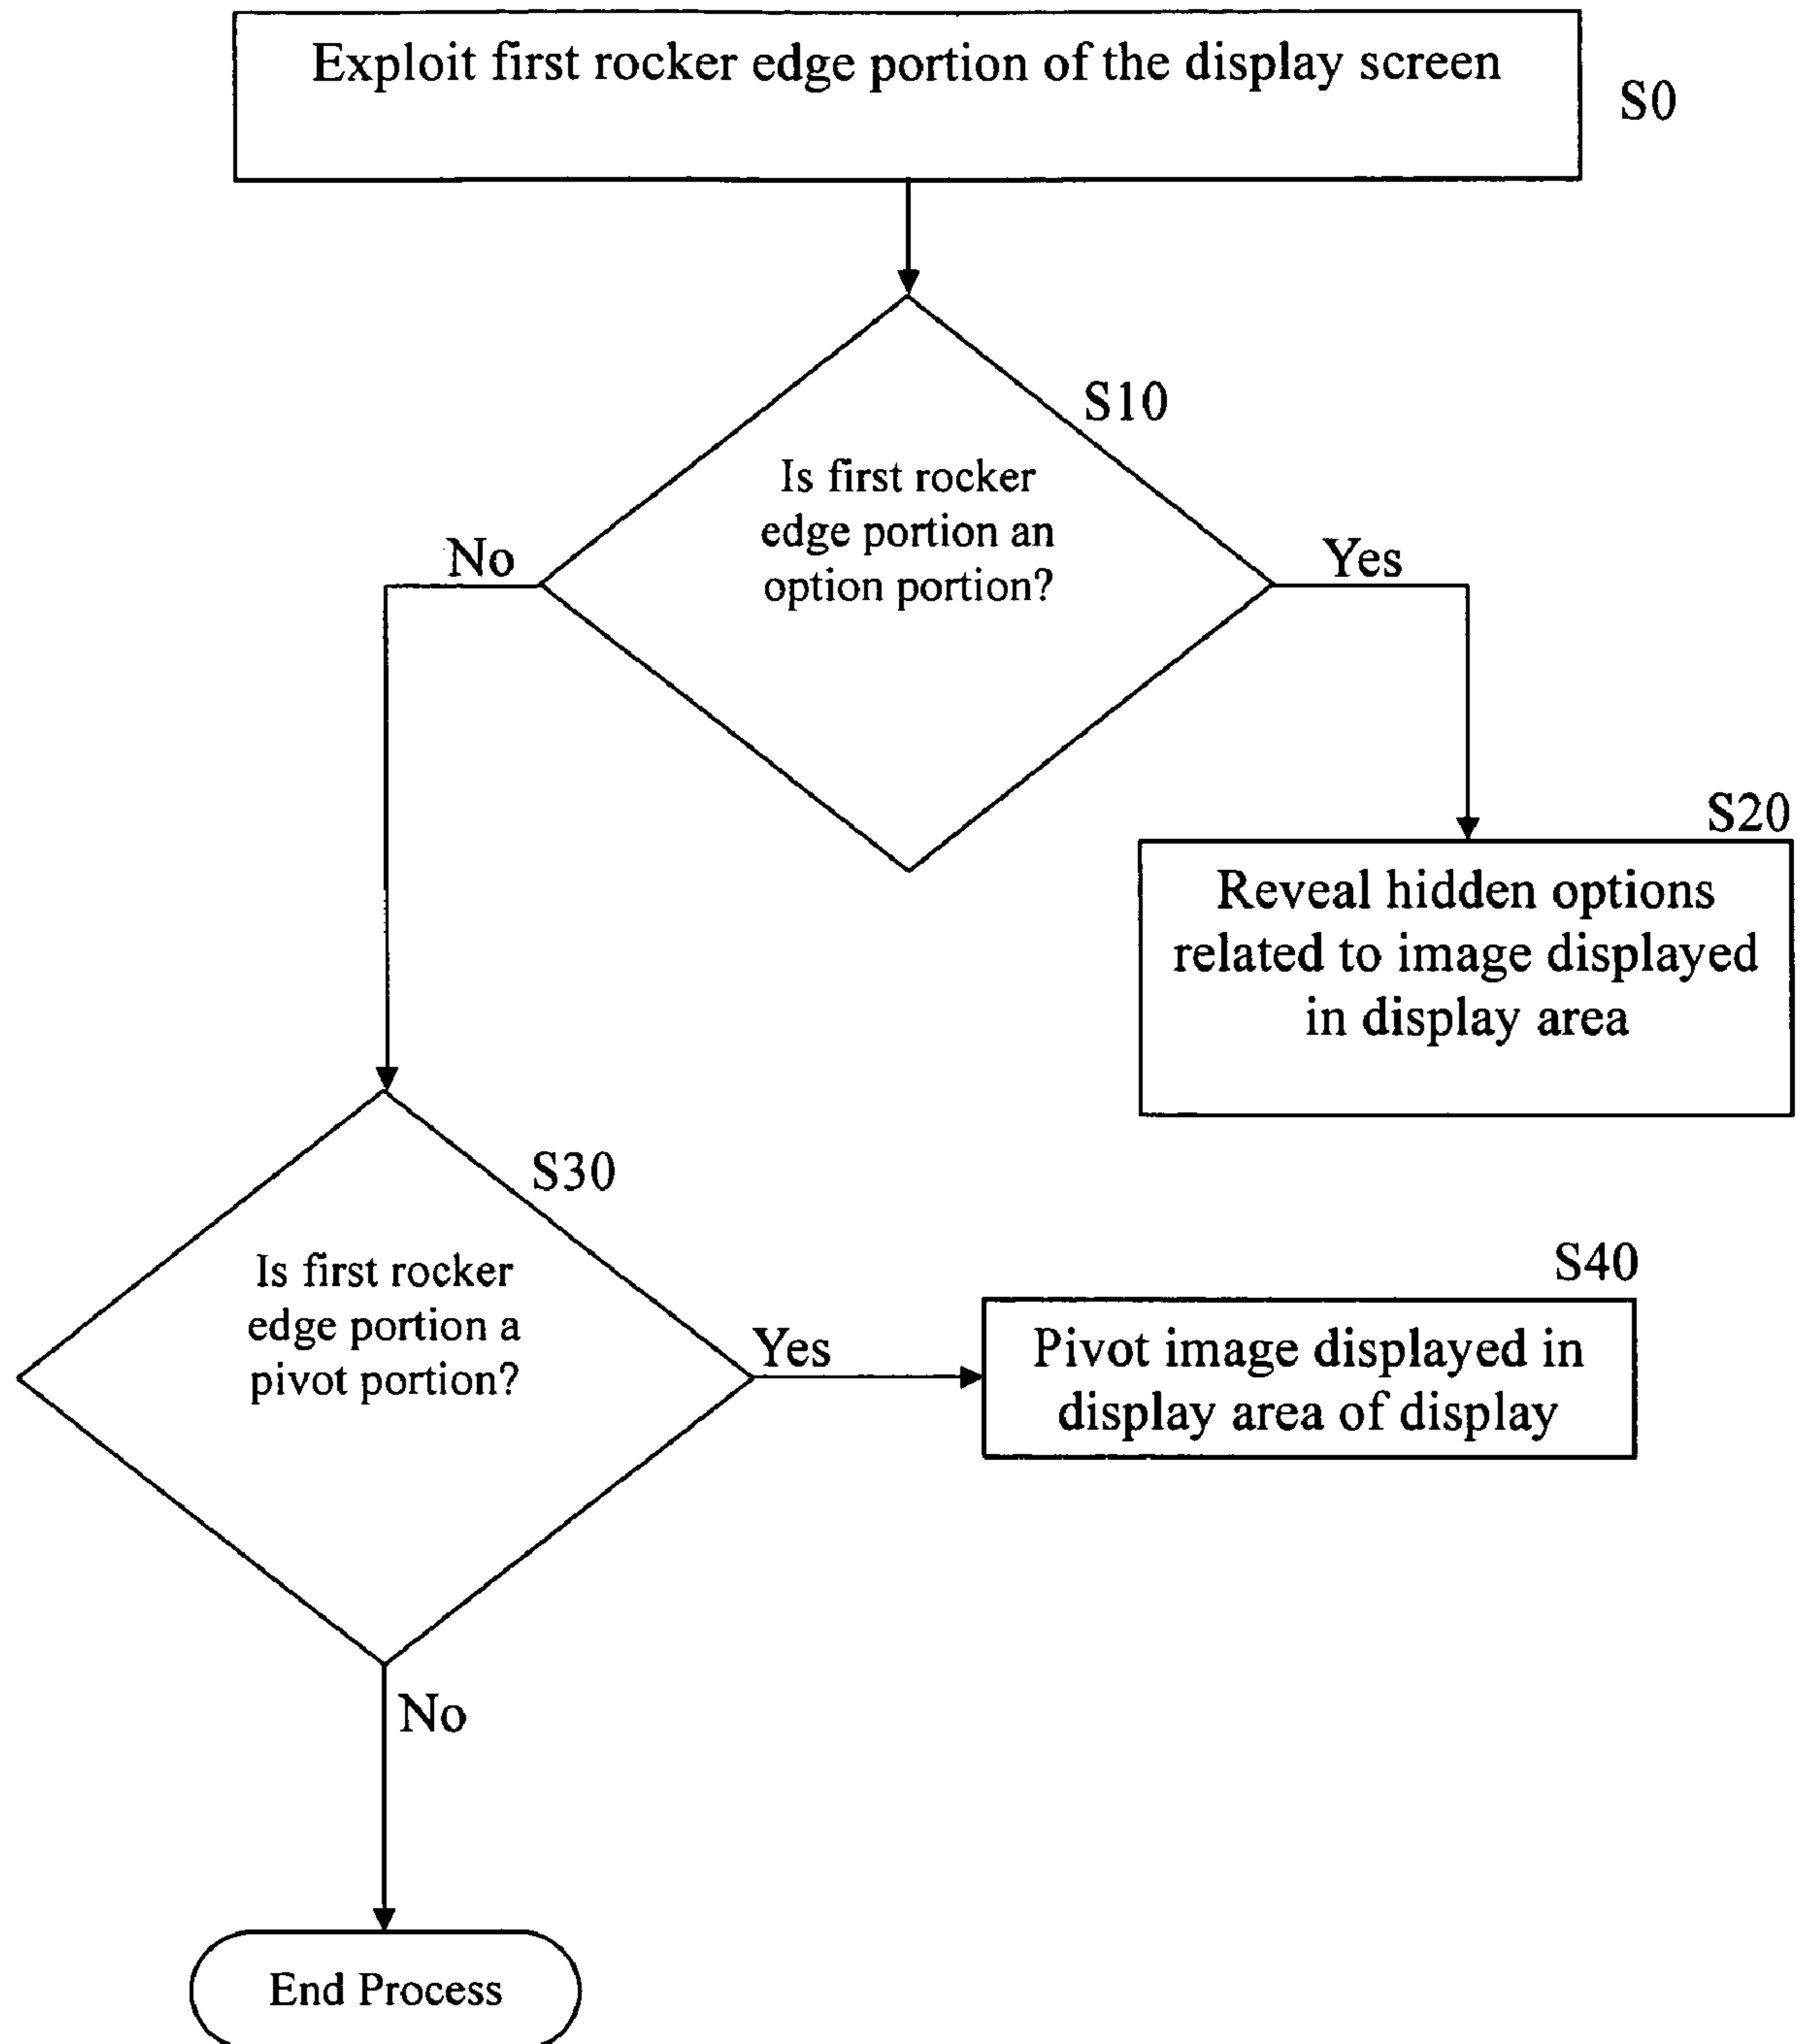 Exploit first rocker edge portion of the display screen
S0
S10
Is first rocker
edge portion an
option portion?
No
Yes
S20
Reveal hidden options
related to image displayed
in display area
S30
Is first rocker
edge portion a
pivot portion?
Yes
S40
Pivot image displayed in
display area of display
No
End Process